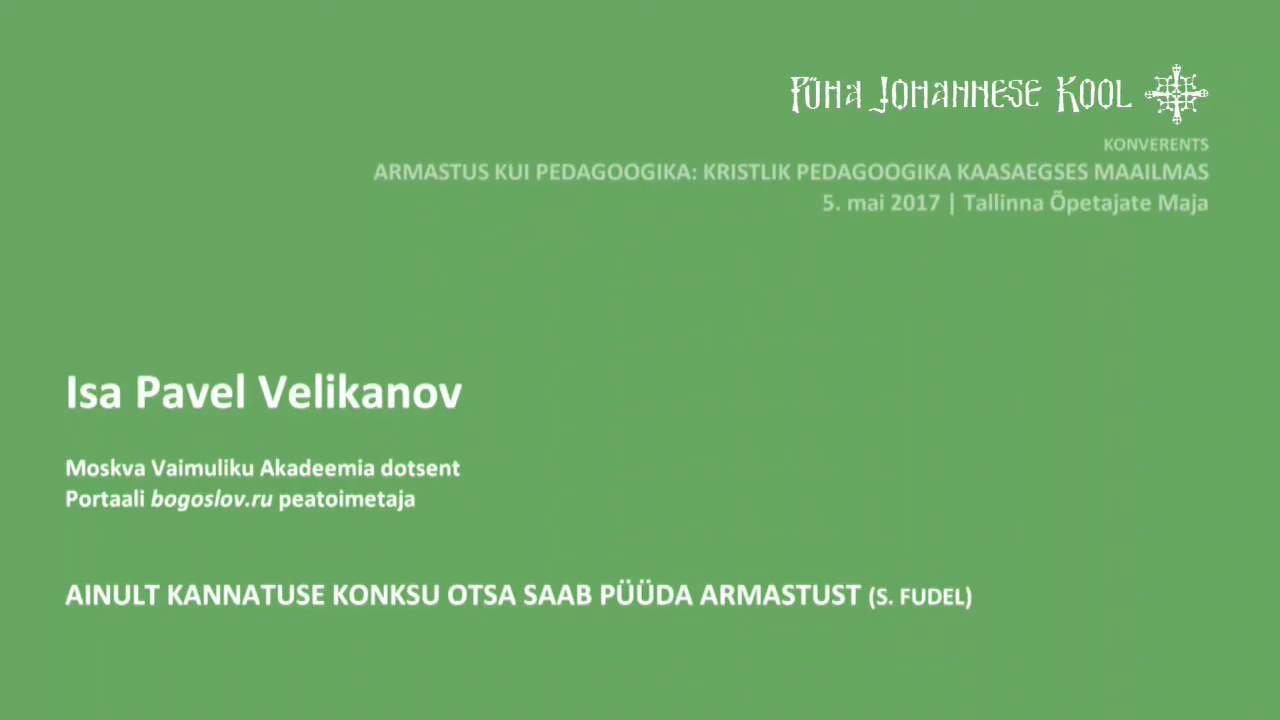 Püha Johannese Kool
KONVERENTS
ARMASTUS KUI PEDAGOOGIKA: KRISTLIK PEDAGOOGIKA KAASAEGSES MAAILMAS
5. mai 2017 | Tallinna Õpetajate Maja
Isa Pavel Velikanov
Moskva Vaimuliku Akadeemia dotsent
Portaali bogoslov.ru peatoimetaja
AINULT KANNATUSE KONKSU OTSA SAAB PÜÜDA ARMASTUST (S. FUDEL)